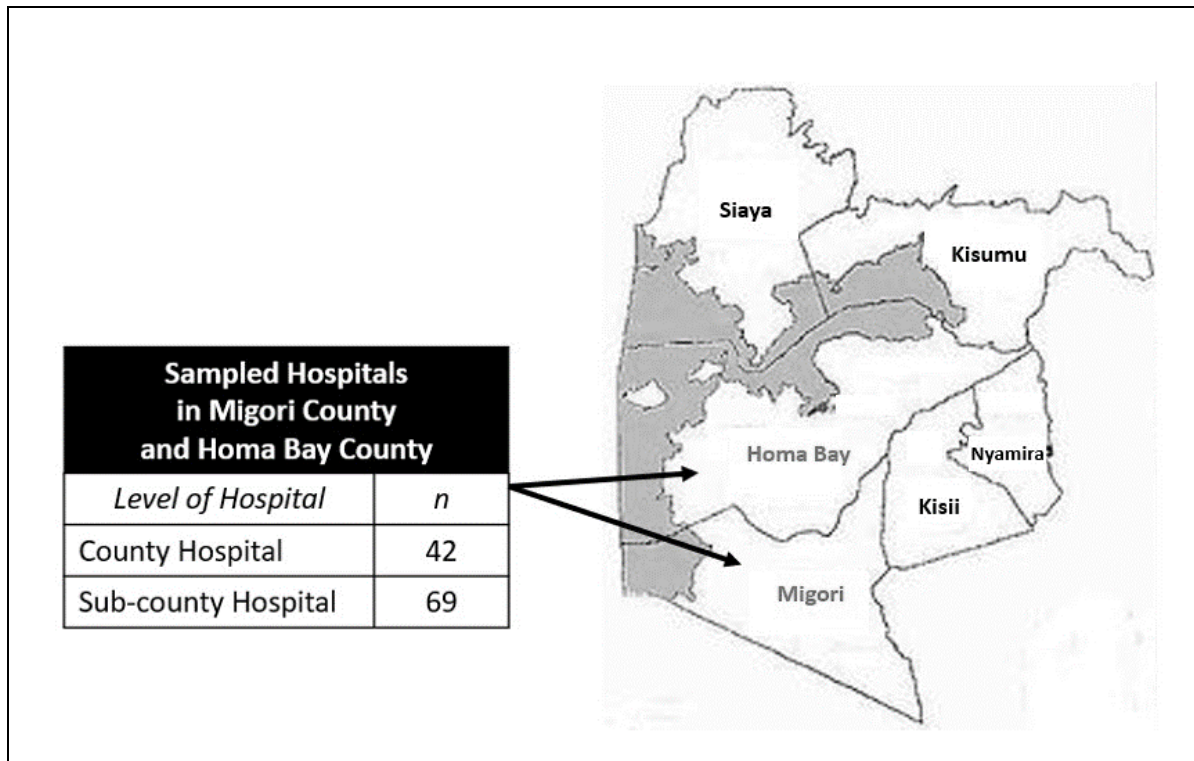 Sampled Hospitals
in Migori County
and Homa Bay County
Level of Hospital n
County Hospital 42
Sub-county Hospital 69
Siaya
Kisumu
Homa Bay
Nyamira
Kisii
Migori